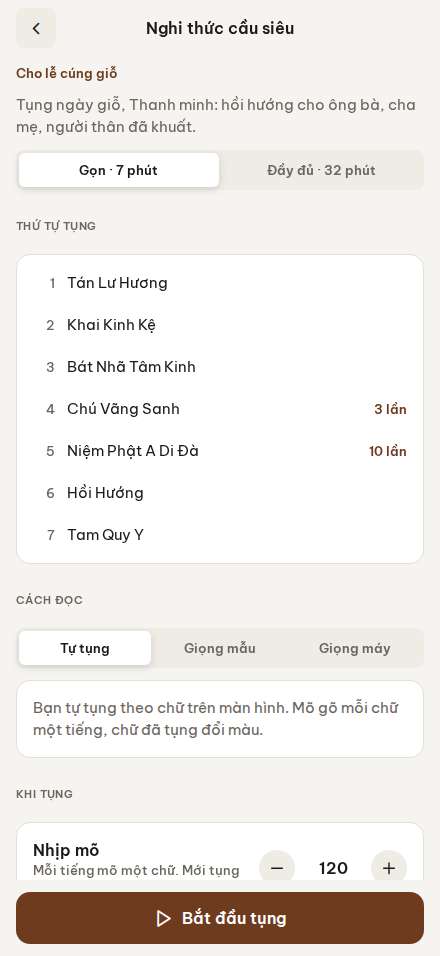 Nghi thức cầu siêu
Cho lễ cúng giỗ
Tụng ngày giỗ, Thanh minh: hồi hướng cho ông bà, cha
mẹ, người thân đã khuất.
Gọn · 7 phút
Đầy đủ · 32 phút
THỨ TỰ TỤNG
1 Tán Lư Hương
2 Khai Kinh Kệ
3 Bát Nhã Tâm Kinh
4 Chú Vãng Sanh 3 lần
5 Niệm Phật A Di Đà 10 lần
6 Hồi Hướng
7 Tam Quy Y
CÁCH ĐỌC
Tự tụng
Giọng mẫu
Giọng máy
Bạn tự tụng theo chữ trên màn hình. Mõ gõ mỗi chữ
một tiếng, chữ đã tụng đổi màu.
KHI TỤNG
Nhịp mõ
Mỗi tiếng mõ một chữ. Mới tụng
− 120 +
Bắt đầu tụng